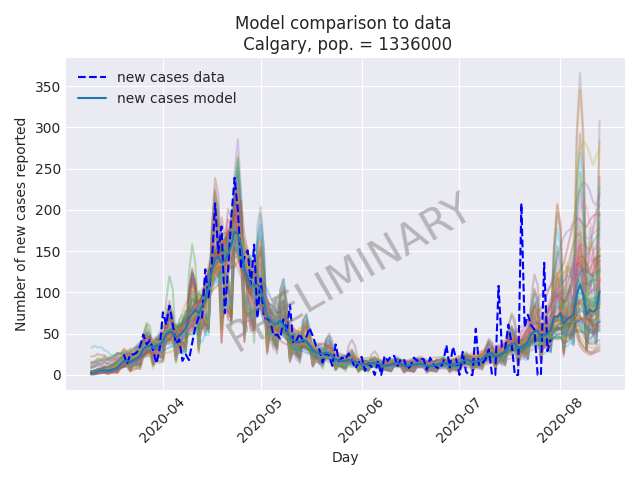 Model comparison to data
Calgary, pop. = 1336000
new cases data
new cases model
PRELIMINARY
Number of new cases reported
350
300
250
200
150
100
50
0
2020-04
2020-05
2020-06
2020-07
2020-08
Day